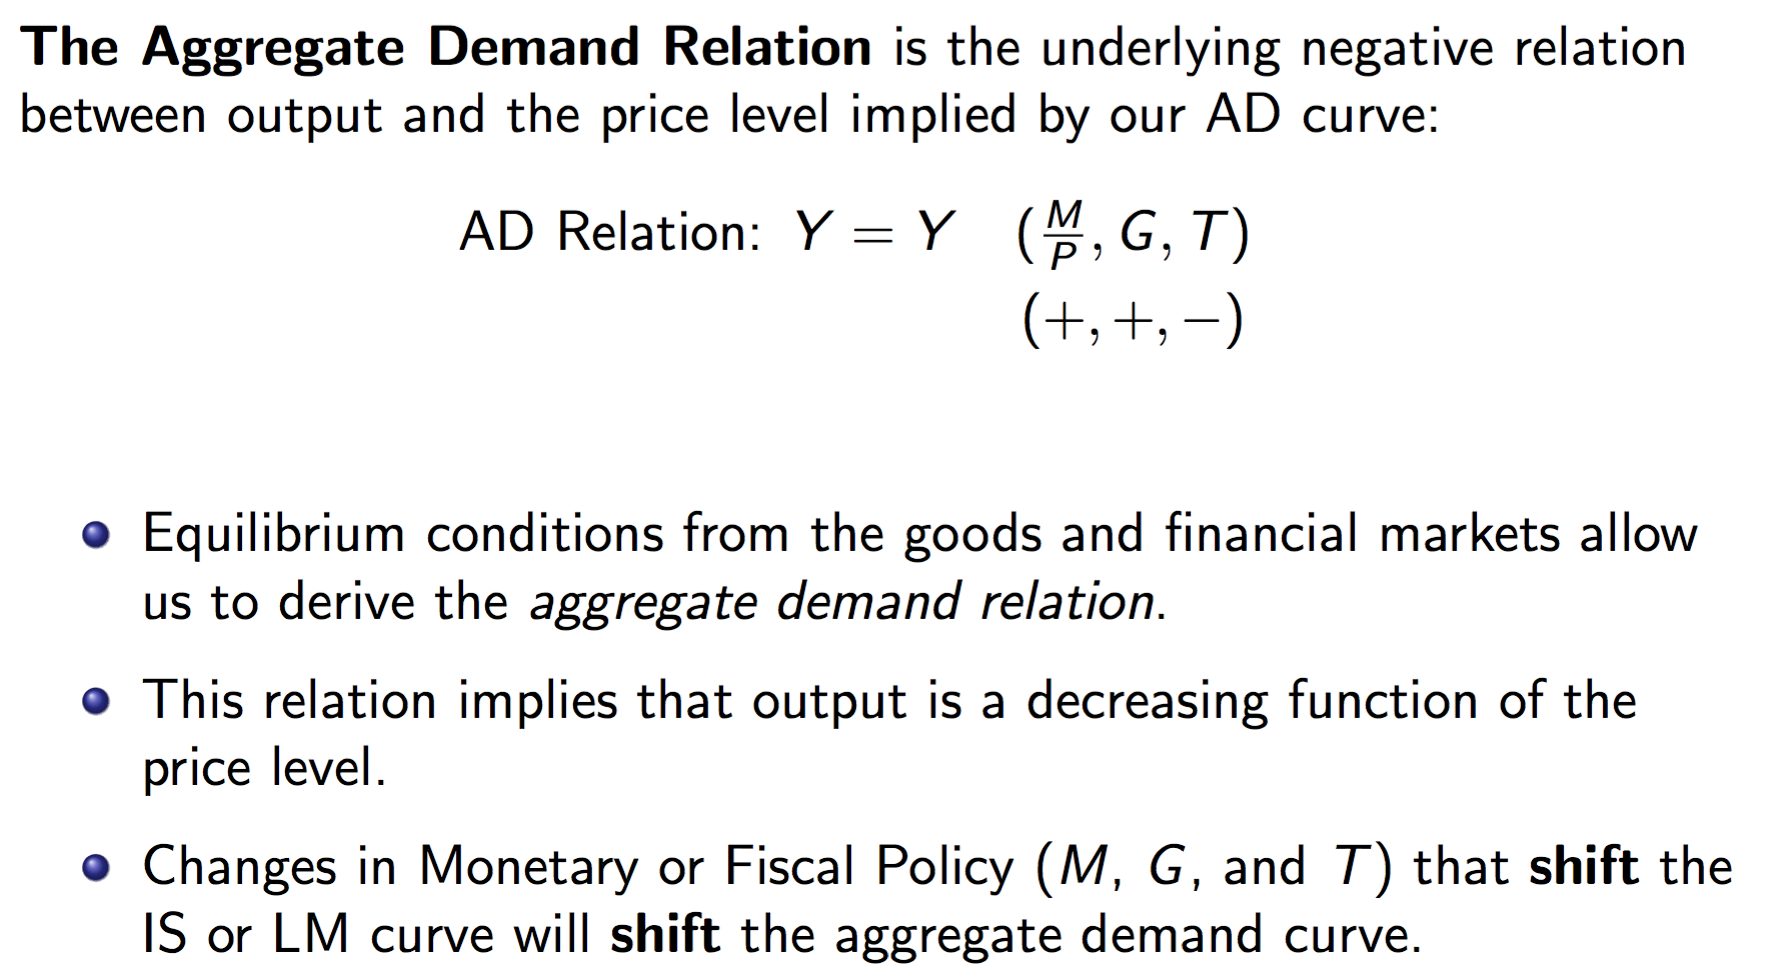 The Aggregate Demand Relation is the underlying negative relation
between output and the price level implied by our AD curve:
AD Relation: Y = Y (M/P, G, T)
(+, +, −)
Equilibrium conditions from the goods and financial markets allow
us to derive the aggregate demand relation.
This relation implies that output is a decreasing function of the
price level.
Changes in Monetary or Fiscal Policy (M, G, and T) that shift the
IS or LM curve will shift the aggregate demand curve.